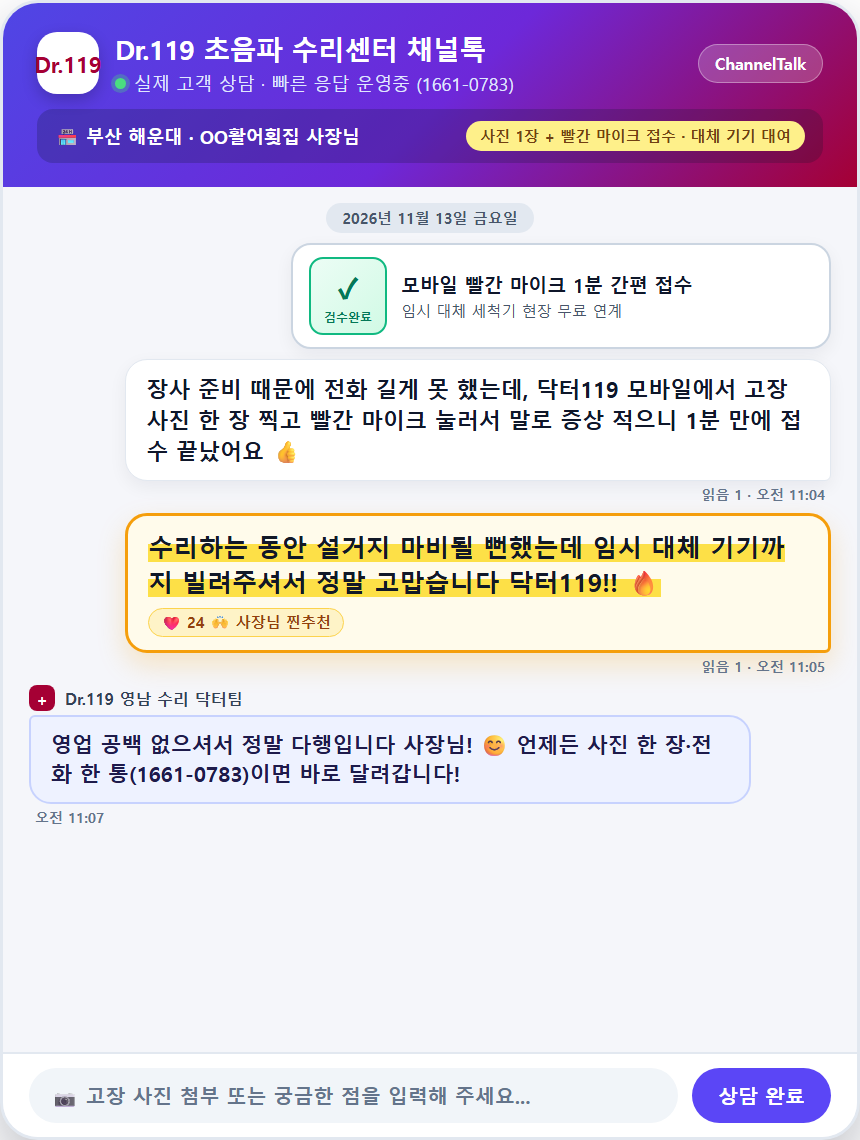 Dr.119
Dr.119 초음파 수리센터 채널톡
실제 고객 상담 · 빠른 응답 운영중 (1661-0783)
ChannelTalk
부산 해운대 · OO활어횟집 사장님
사진 1장 + 빨간 마이크 접수 · 대체 기기 대여
2026년 11월 13일 금요일
✓
검수완료
모바일 빨간 마이크 1분 간편 접수
임시 대체 세척기 현장 무료 연계
장사 준비 때문에 전화 길게 못 했는데, 닥터119 모바일에서 고장
사진 한 장 찍고 빨간 마이크 눌러서 말로 증상 적으니 1분 만에 접
수 끝났어요 👍
읽음 1 · 오전 11:04
수리하는 동안 설거지 마비될 뻔했는데 임시 대체 기기까
지 빌려주셔서 정말 고맙습니다 닥터119!! 🔥
💗 24 🙌 사장님 찐추천
읽음 1 · 오전 11:05
+ Dr.119 영남 수리 닥터팀
영업 공백 없으셔서 정말 다행입니다 사장님! 😊 언제든 사진 한 장·전
화 한 통(1661-0783)이면 바로 달려갑니다!
오전 11:07
📷 고장 사진 첨부 또는 궁금한 점을 입력해 주세요...
상담 완료